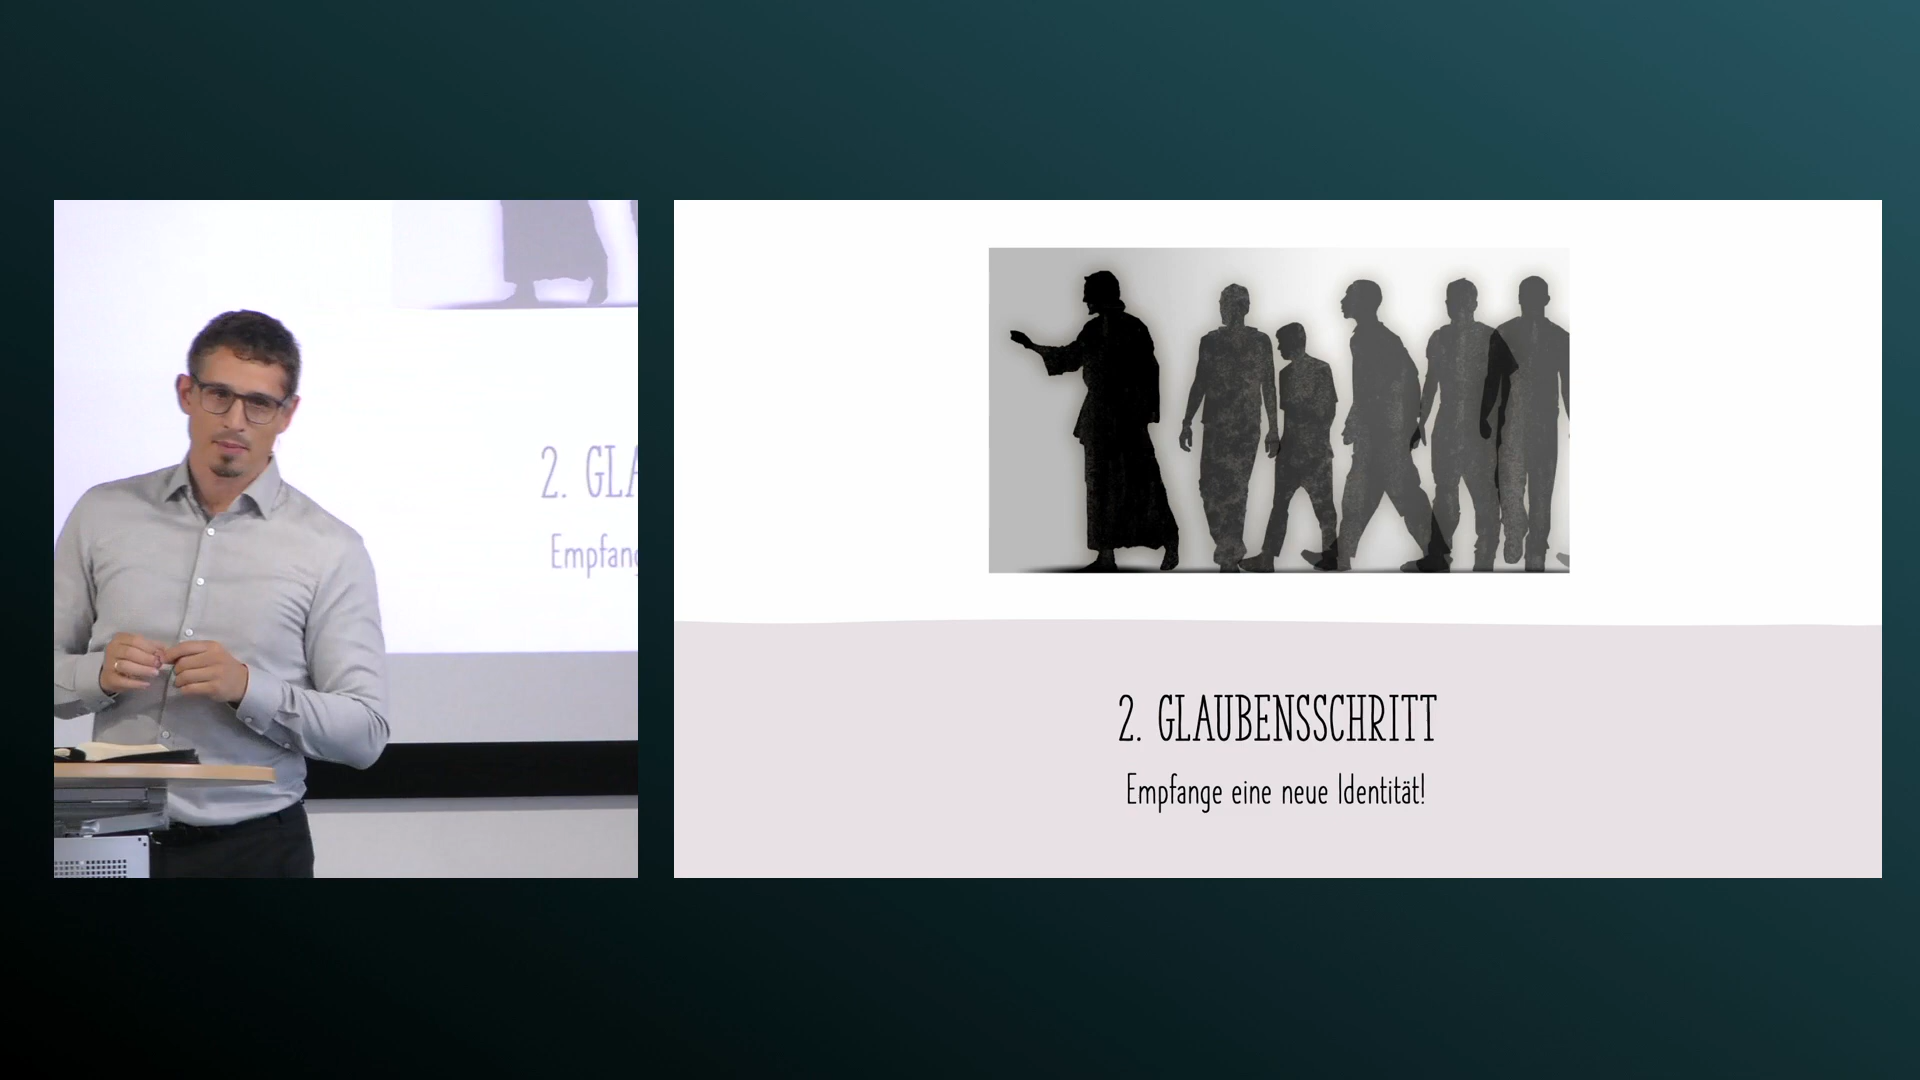 2. GLA
Empfang
2. GLAUBENSSCHRITT
Empfange eine neue Identität!